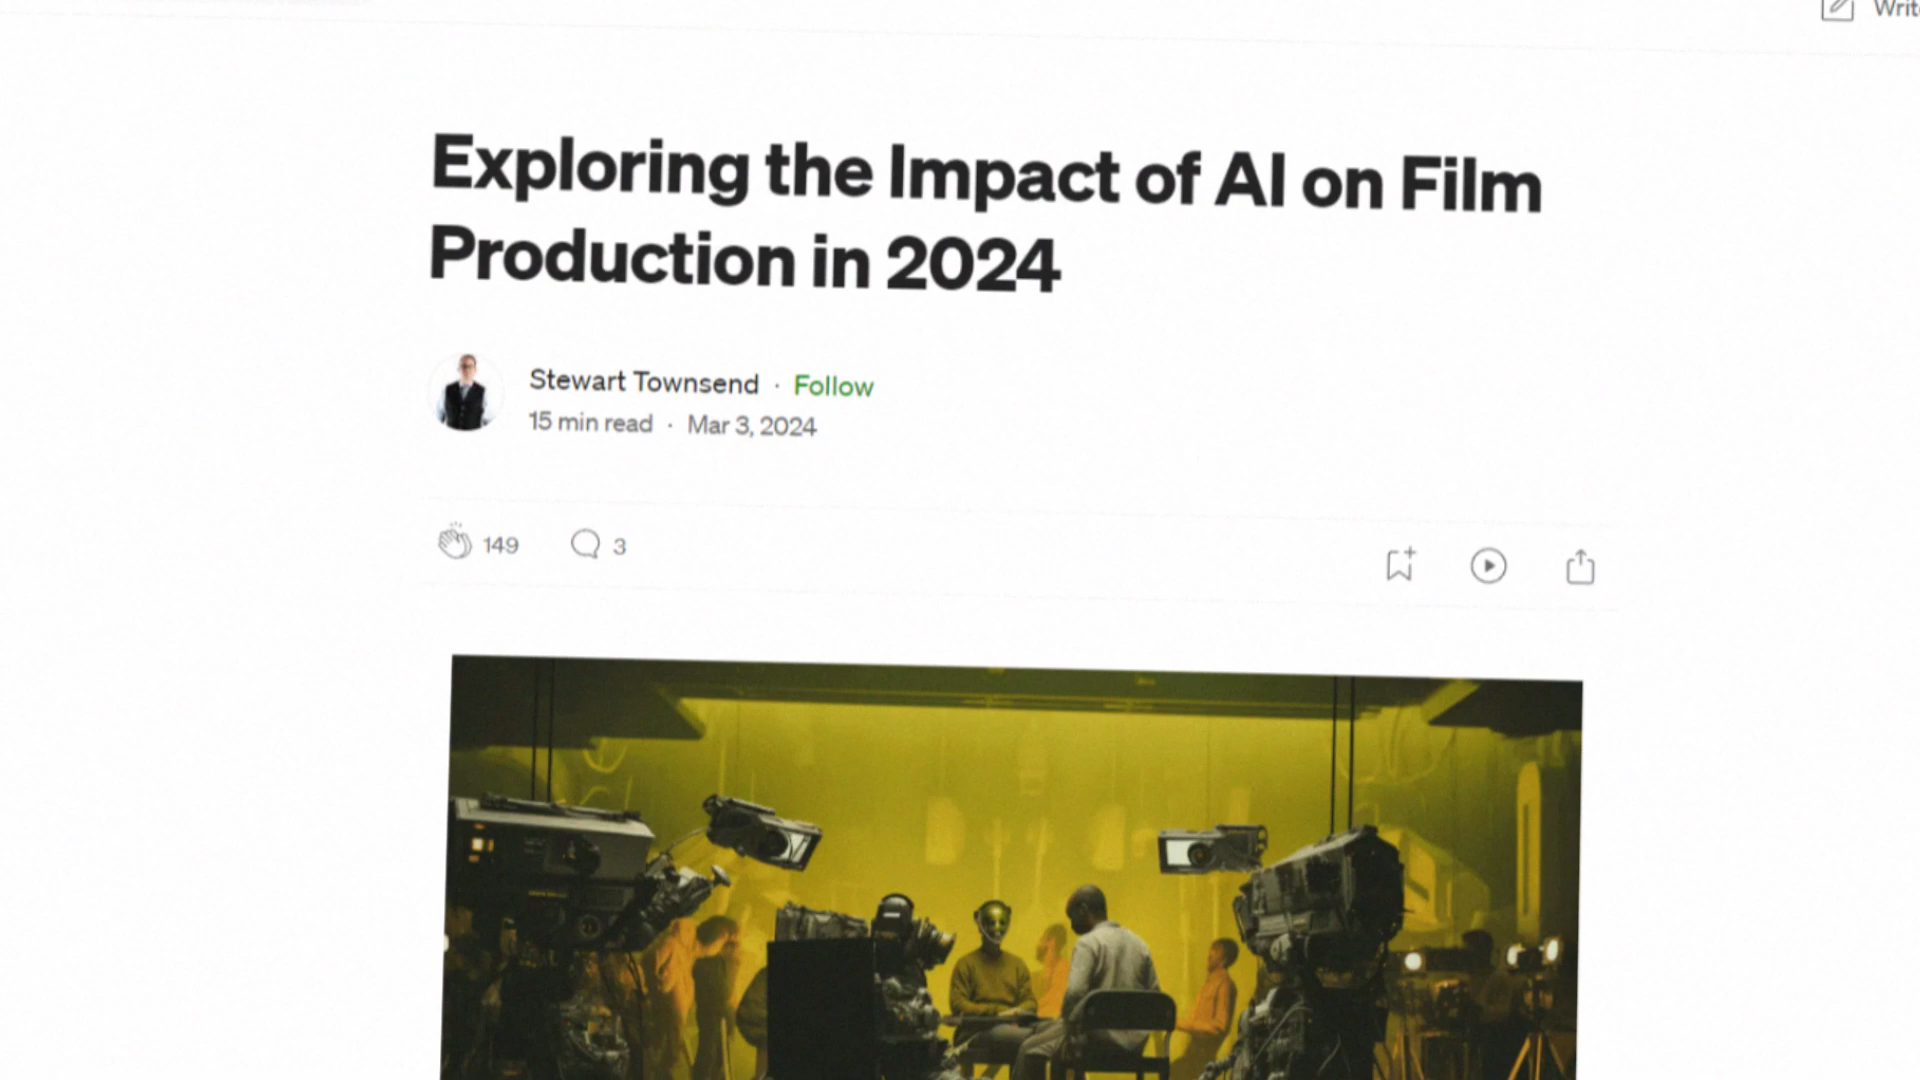 Write
Exploring the Impact of AI on Film
Production in 2024
Stewart Townsend · Follow
15 min read · Mar 3, 2024
149 3